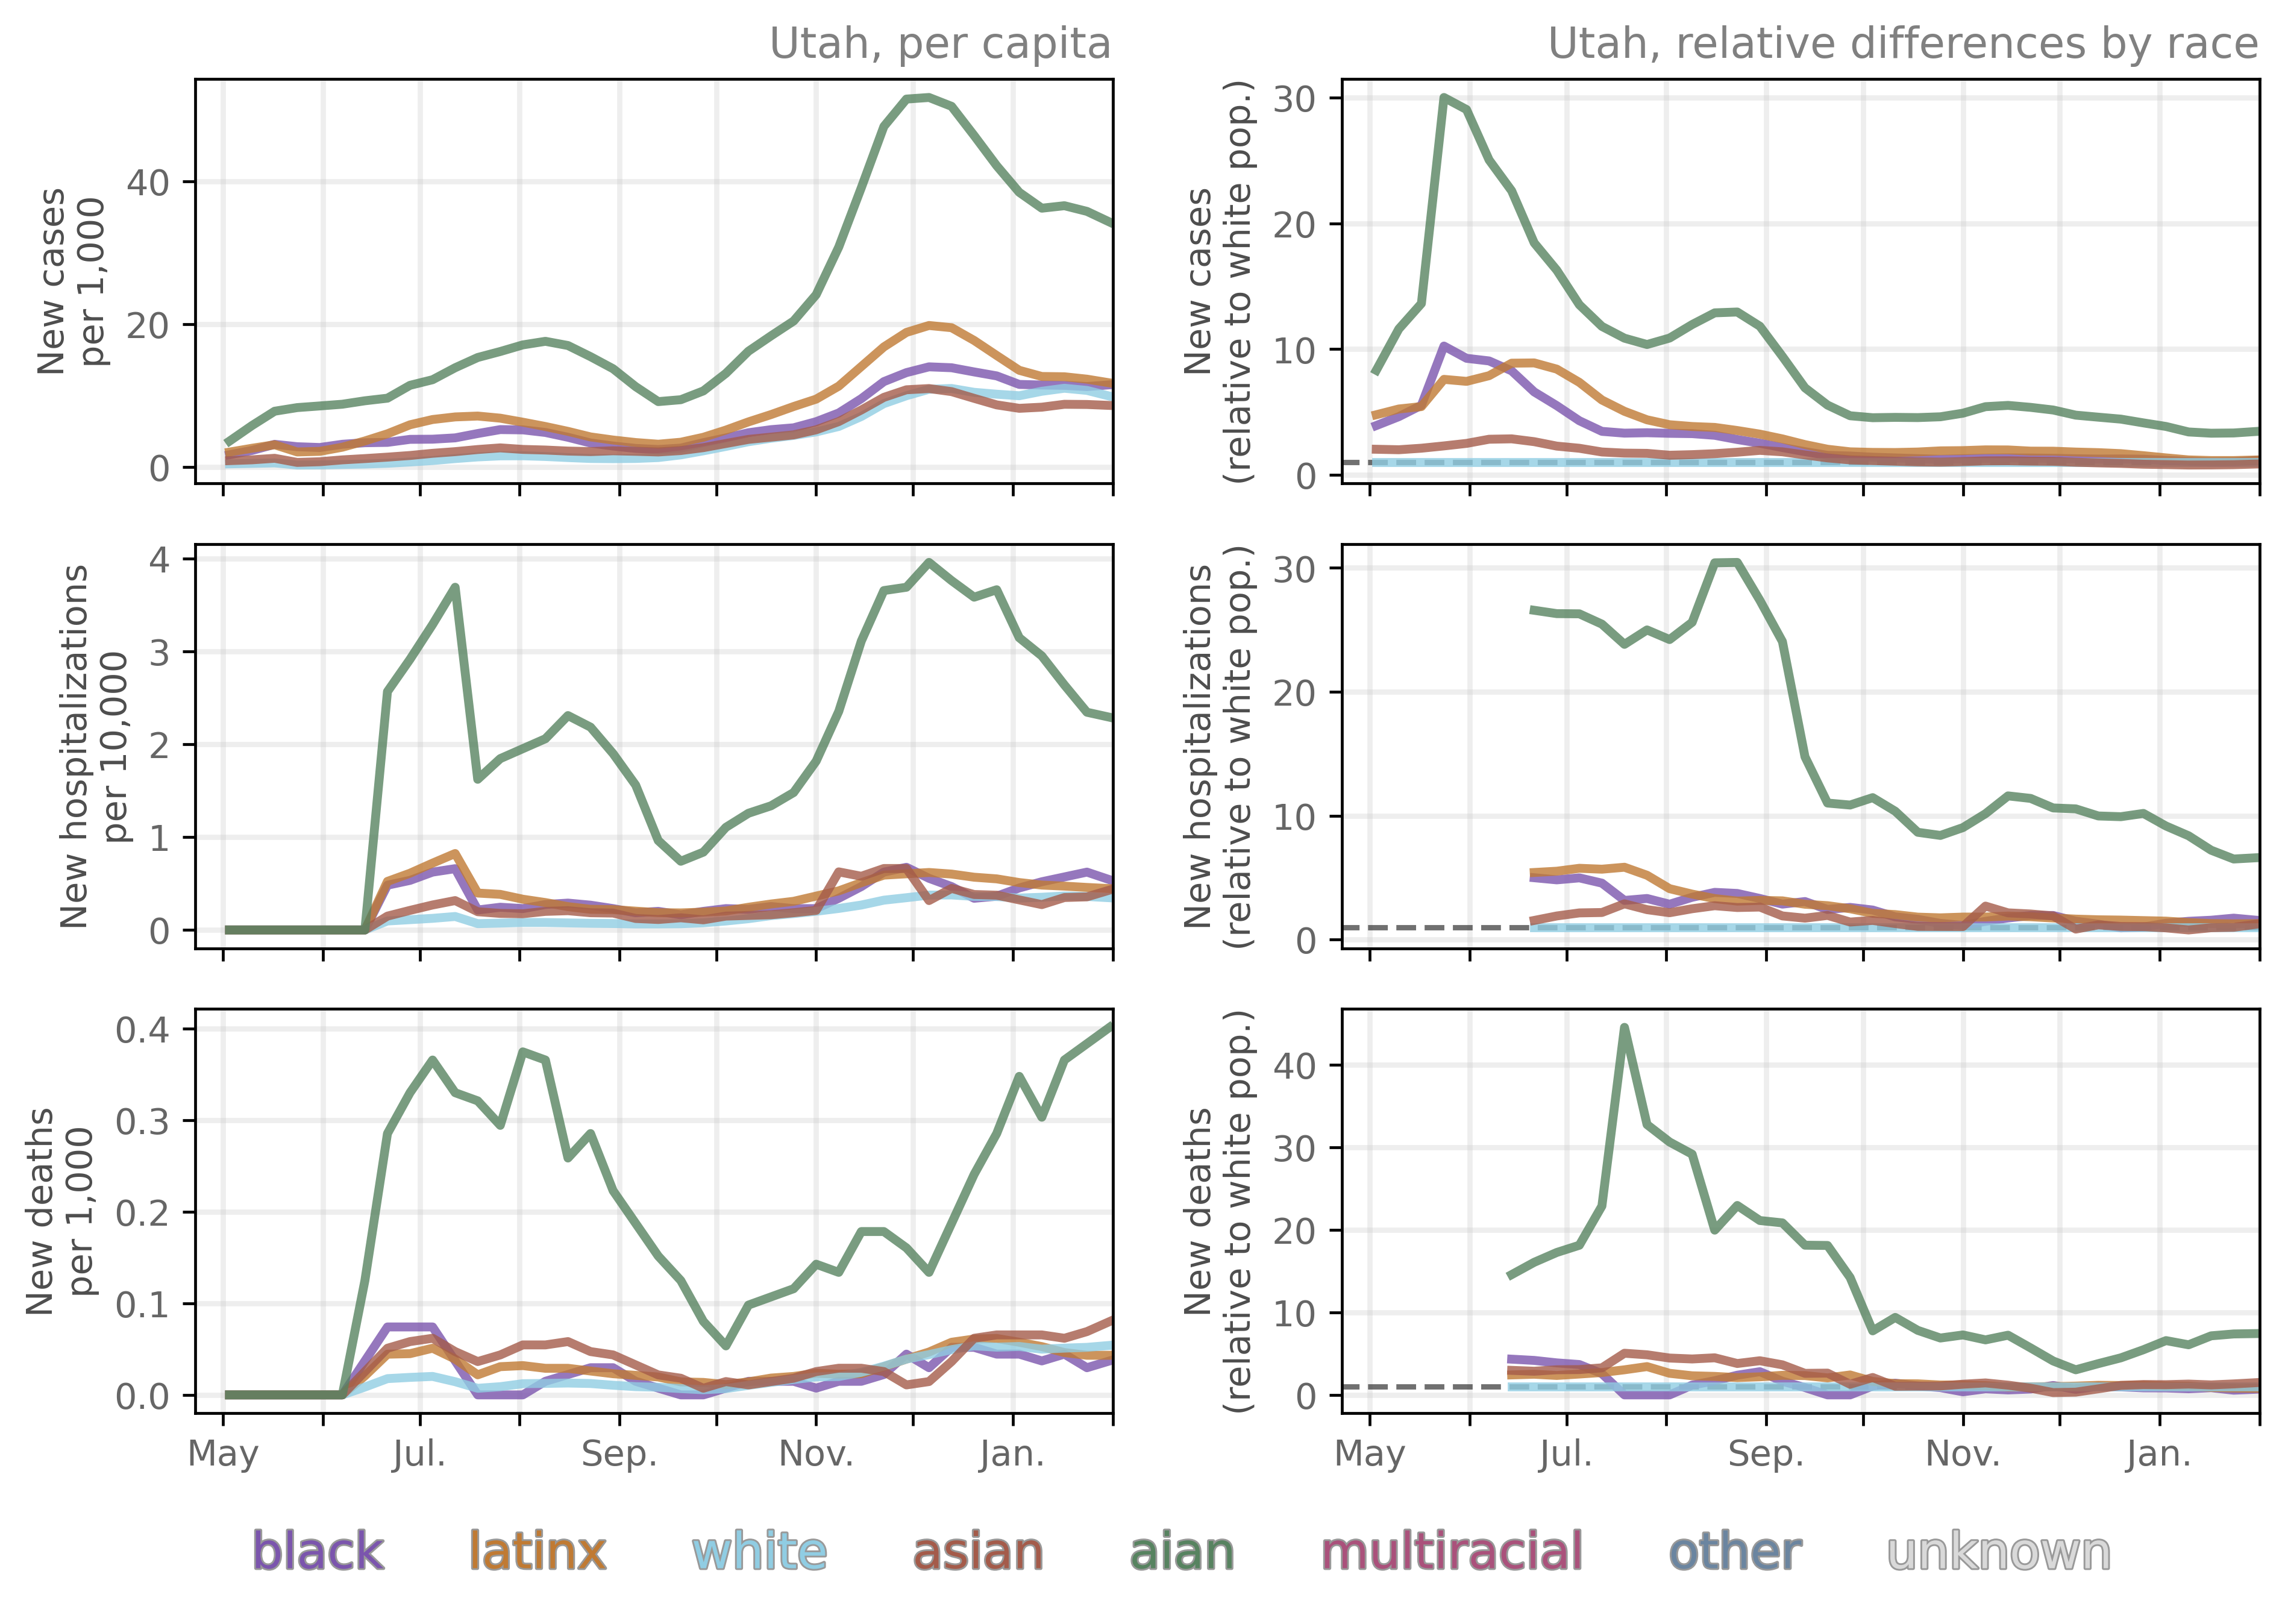 Utah, per capita
Utah, relative differences by race
New cases
per 1,000
40
20
0
New cases
(relative to white pop.)
30
20
10
0
New hospitalizations
per 10,000
4
3
2
1
0
New hospitalizations
(relative to white pop.)
30
20
10
0
New deaths
per 1,000
0.4
0.3
0.2
0.1
0.0
May Jul. Sep. Nov. Jan.
New deaths
(relative to white pop.)
40
30
20
10
0
May Jul. Sep. Nov. Jan.
black latinx white asian aian multiracial other unknown